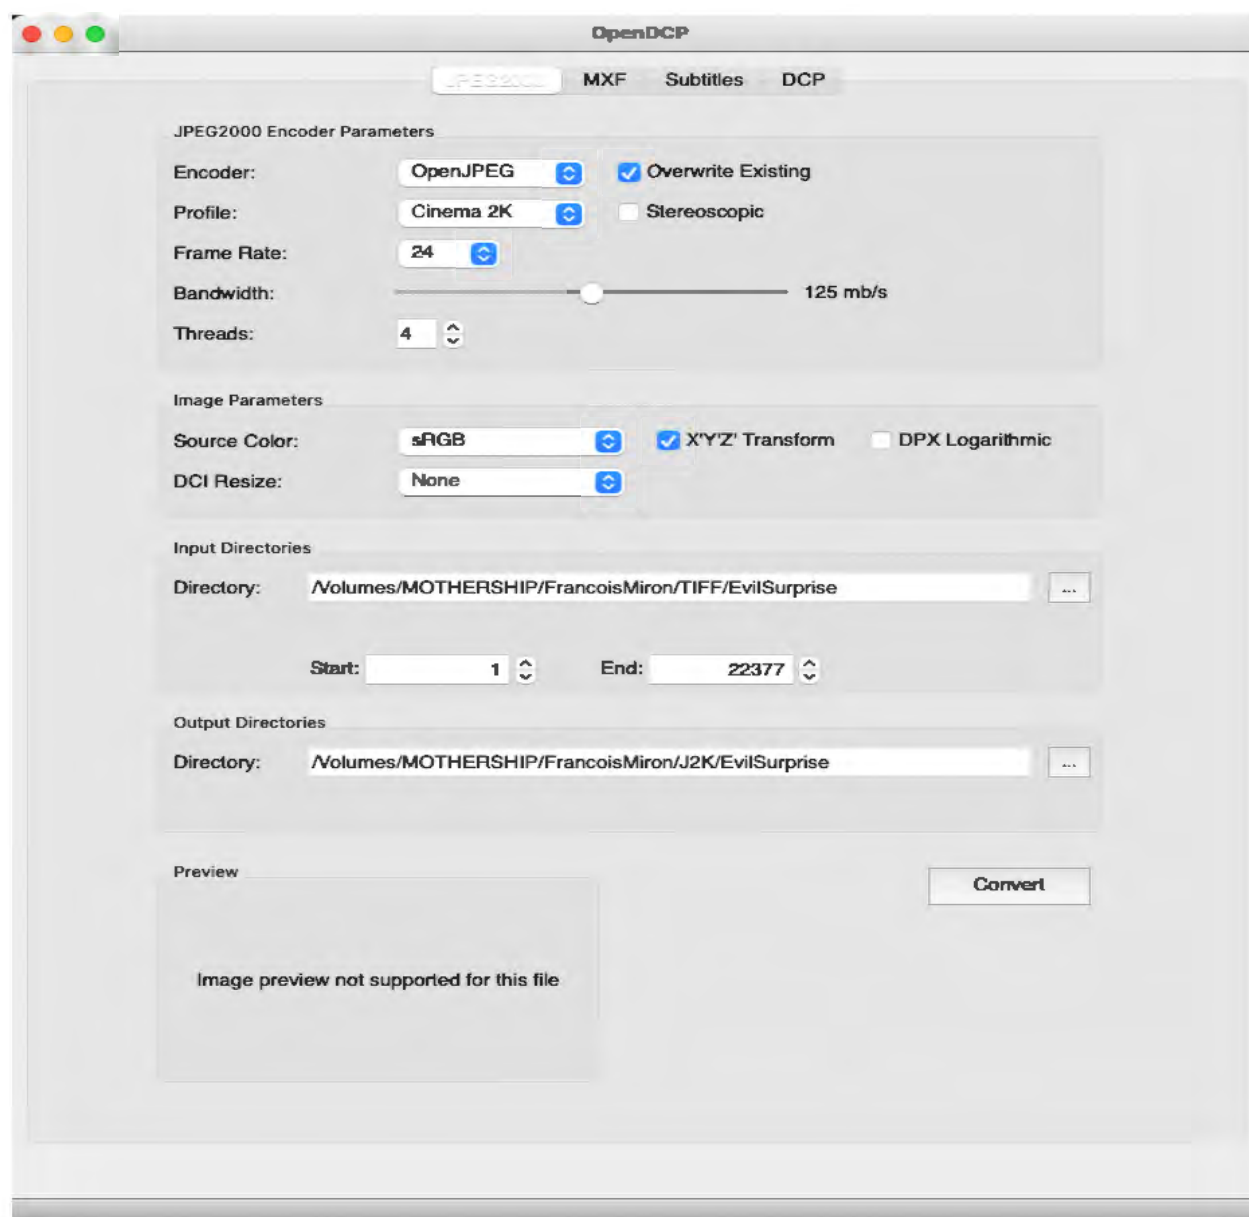 OpenDCP
JPEG2000 MXF Subtitles DCP
JPEG2000 Encoder Parameters
Encoder: OpenJPEG Overwrite Existing
Profile: Cinema 2K Stereoscopic
Frame Rate: 24
Bandwidth: 125 mb/s
Threads: 4
Image Parameters
Source Color: sRGB X'Y'Z' Transform DPX Logarithmic
DCI Resize: None
Input Directories
Directory: /Volumes/MOTHERSHIP/FrancoisMiron/TIFF/EvilSurprise ...
Start: 1 End: 22377
Output Directories
Directory: /Volumes/MOTHERSHIP/FrancoisMiron/J2K/EvilSurprise ...
Preview
Convert
Image preview not supported for this file